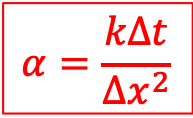 α = kΔt / Δx²